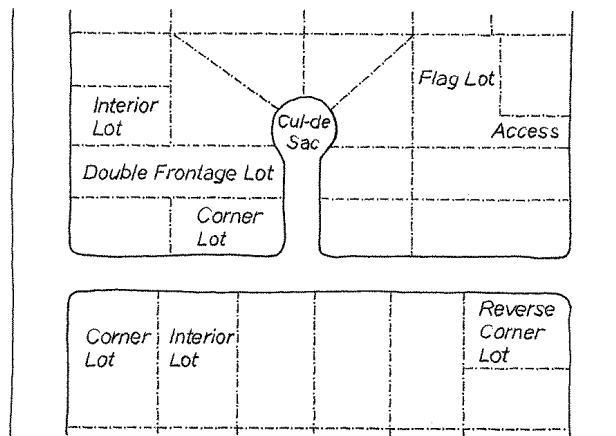 Flag Lot
Interior
Lot
Cul-de
Sac
Access
Double Frontage Lot
Corner
Lot
Corner
Lot
Interior
Lot
Reverse
Corner
Lot